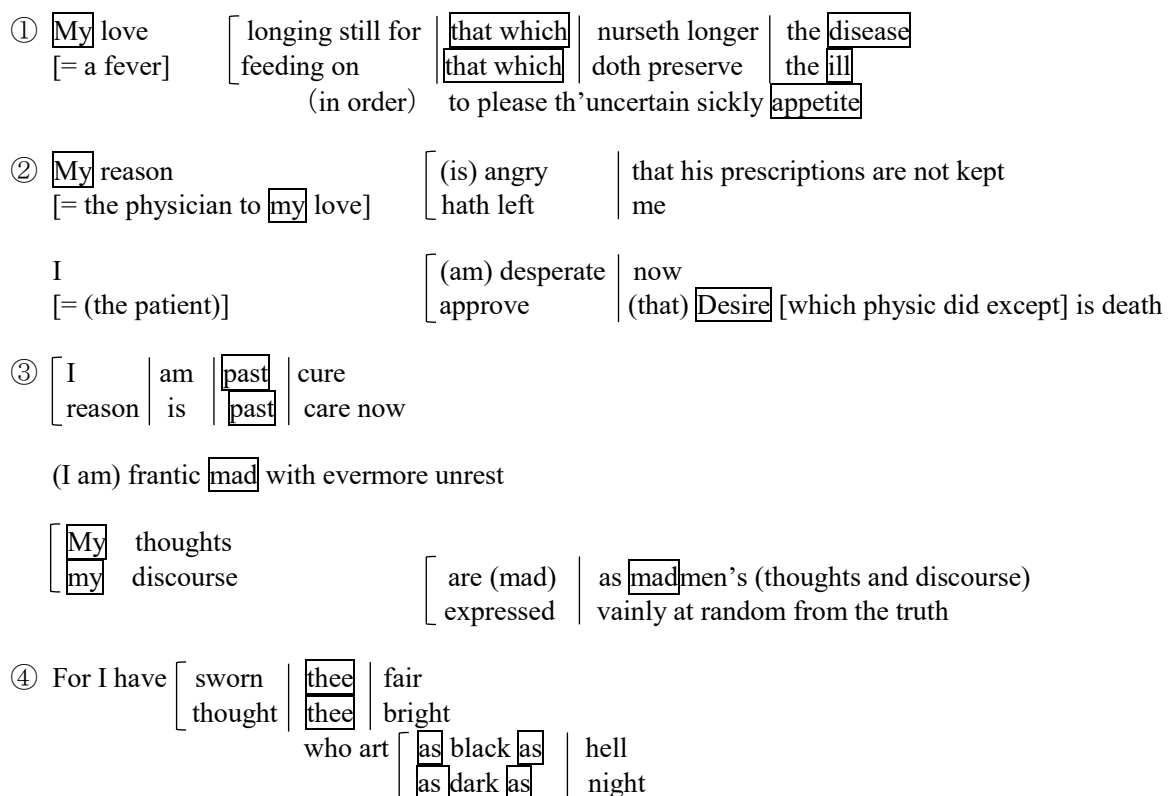 ① My love longing still for that which nurseth longer the disease
[= a fever] feeding on that which doth preserve the ill
（in order） to please th’uncertain sickly appetite
② My reason (is) angry that his prescriptions are not kept
[= the physician to my love] hath left me
I (am) desperate now
[= (the patient)] approve (that) Desire [which physic did except] is death
③ I am past cure
reason is past care now
(I am) frantic mad with evermore unrest
My thoughts
my discourse
are (mad) as madmen’s (thoughts and discourse)
expressed vainly at random from the truth
④ For I have sworn thee fair
thought thee bright
who art as black as hell
as dark as night